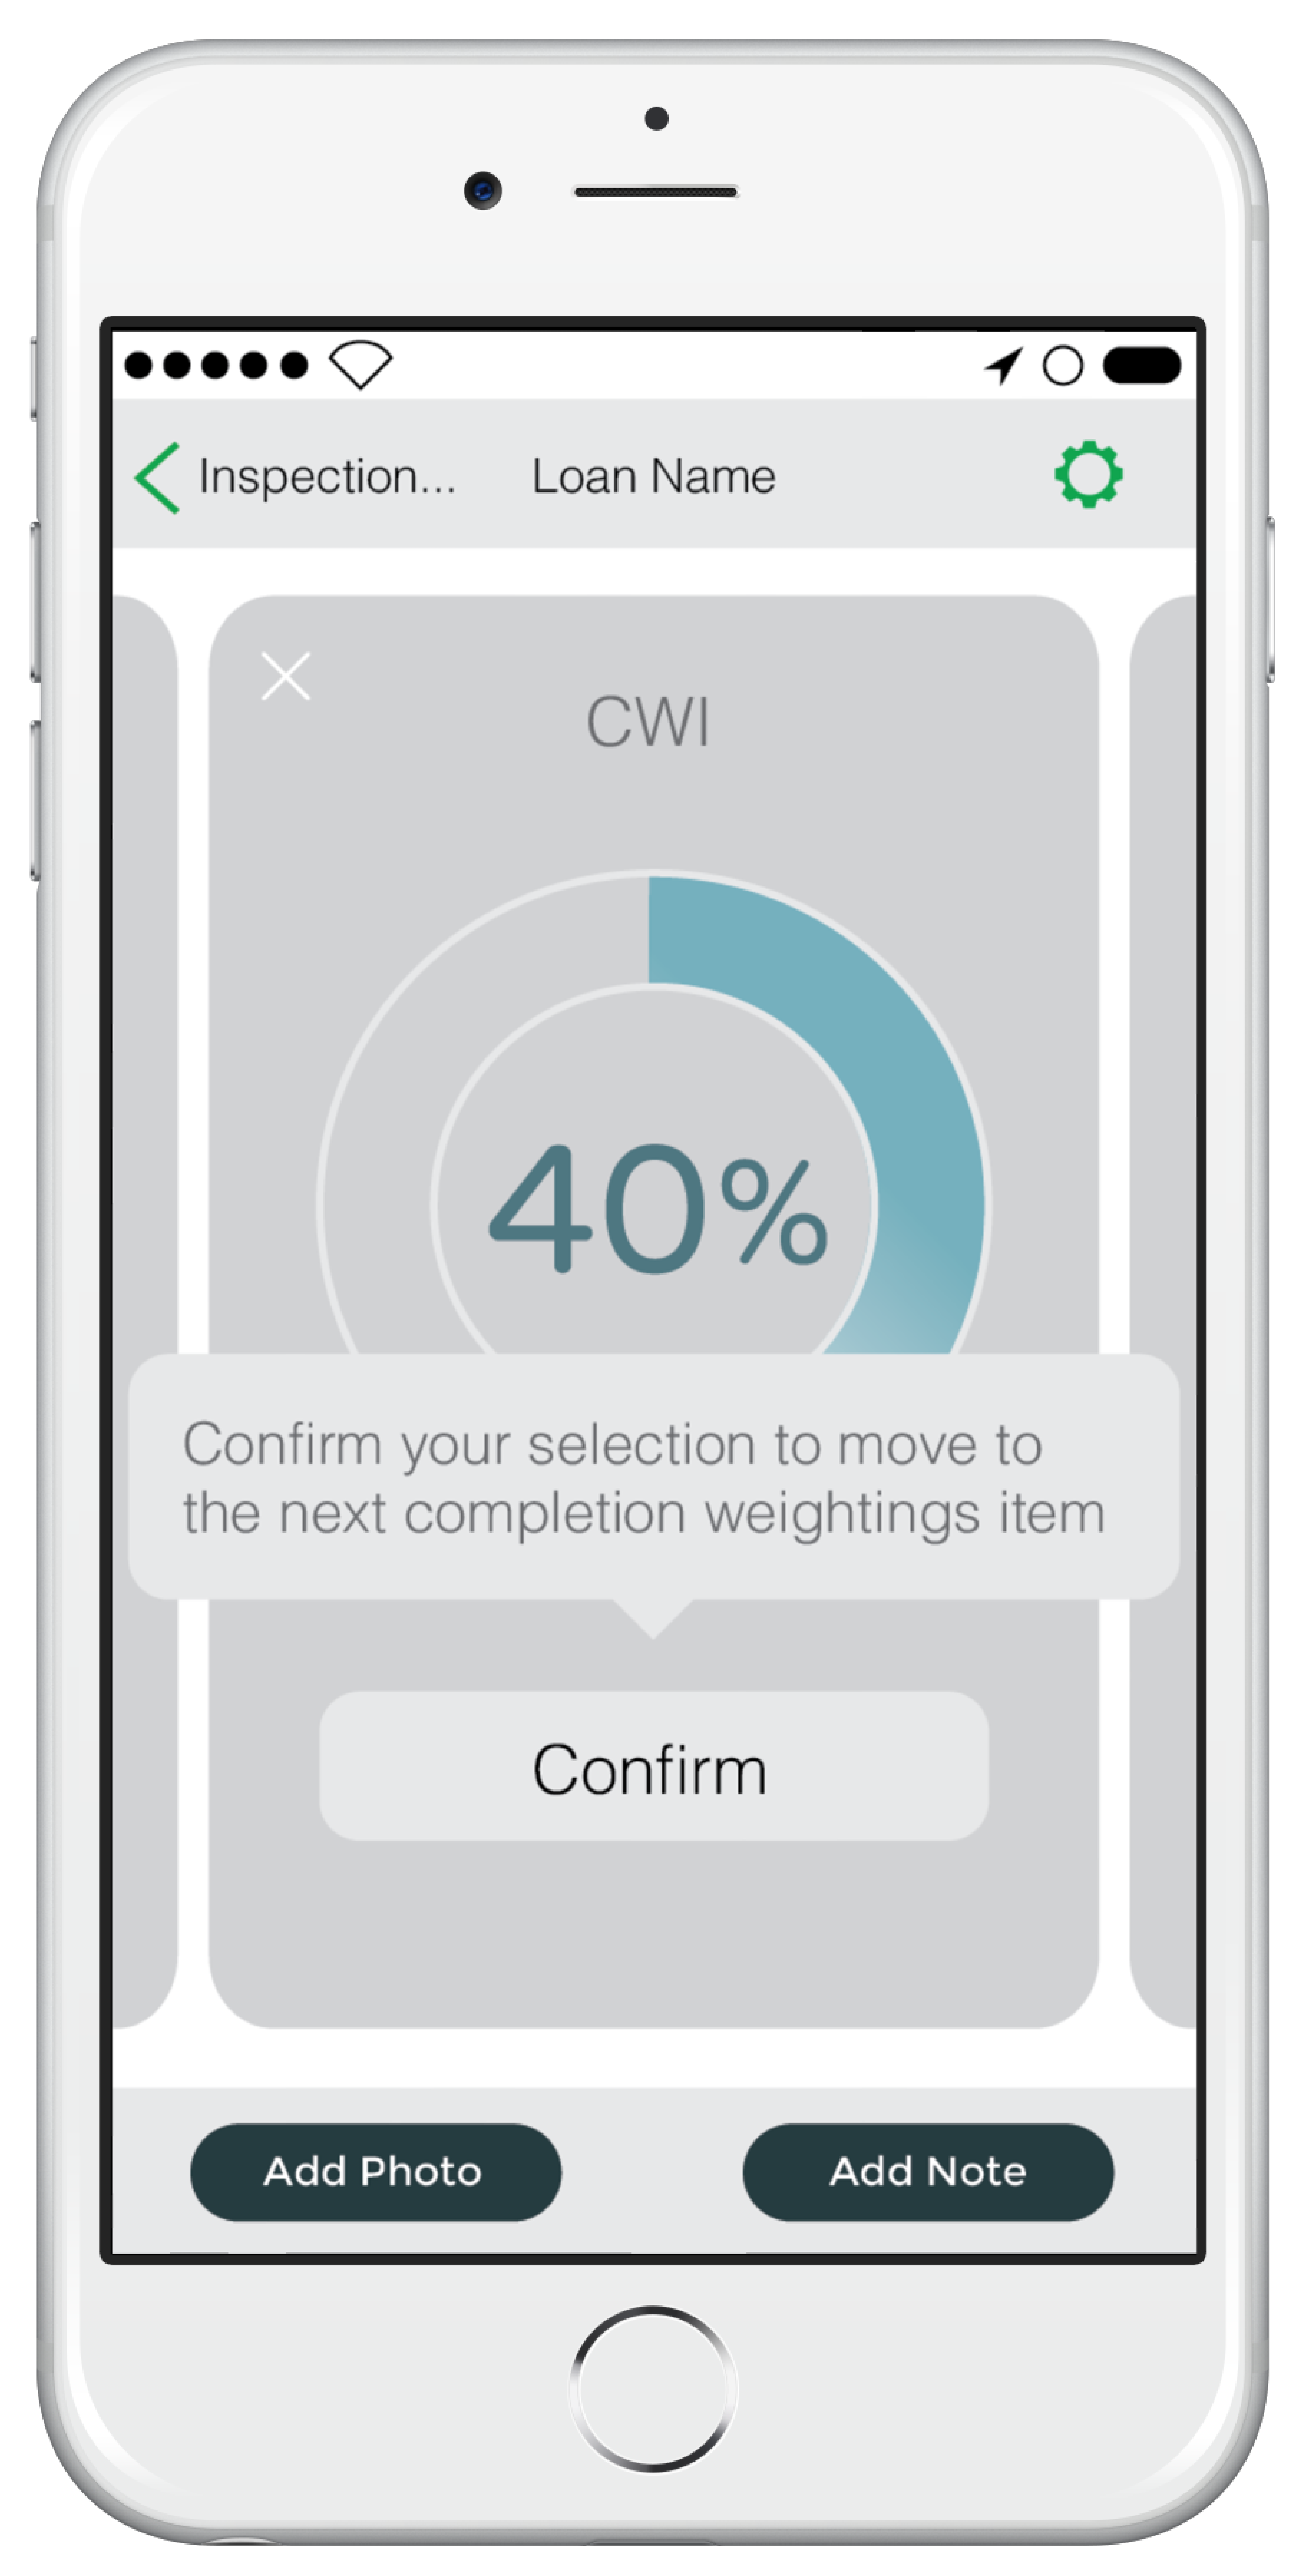 Inspection... Loan Name
CWI
40%
Confirm your selection to move to
the next completion weightings item
Confirm
Add Photo Add Note